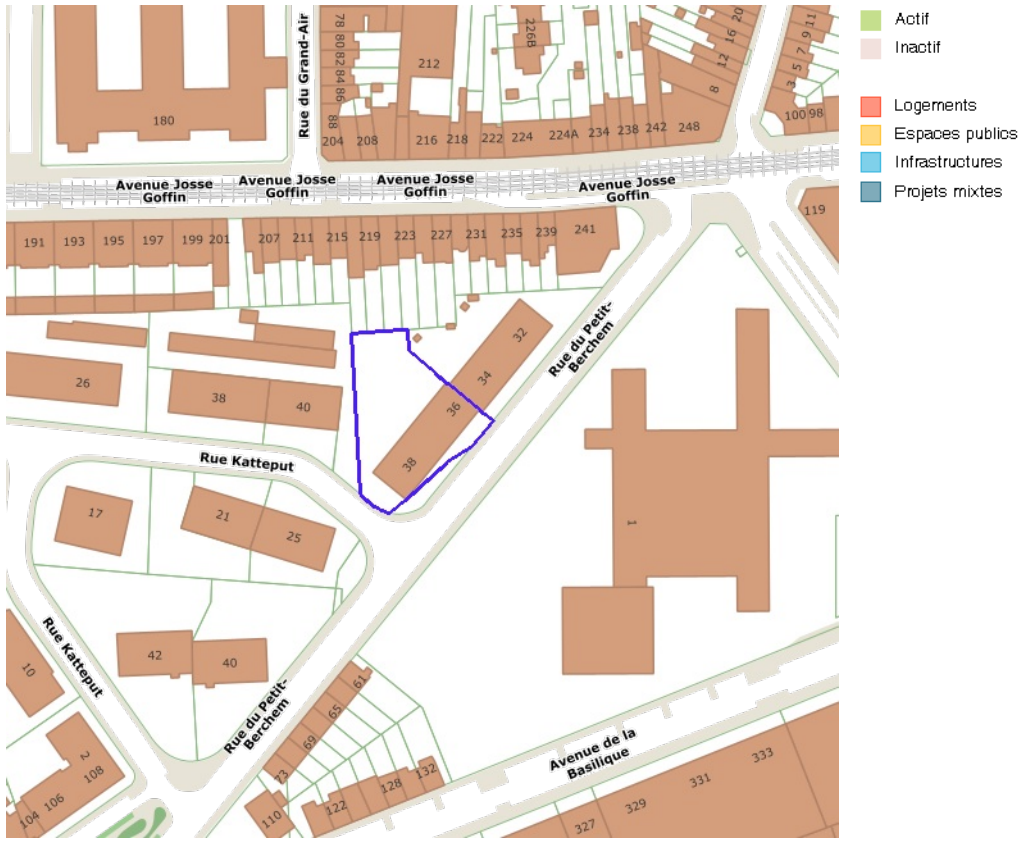 Actif
Inactif
Logements
Espaces publics
Infrastructures
Projets mixtes
Rue du Grand-Air
78 80 82 84 86
88
180
204
208
212
216
218
222
224
224A
226B
234
238
242
248
8
12
16
20
3 5 7 9 11
100 98
Avenue Josse
Goffin
Avenue Josse
Goffin
Avenue Josse
Goffin
Avenue Josse
Goffin
119
191
193
195
197
199
201
207
211
215
219
223
227
231
235
239
241
32
34
36
38
Rue du Petit-
Berchem
26
38
40
Rue Katteput
17
21
25
1
Rue Katteput
42
40
10
Rue du Petit-
Berchem
61
65
69
73
2
108
106
104
110
122
128
132
Avenue de la
Basilique
327
329
331
333